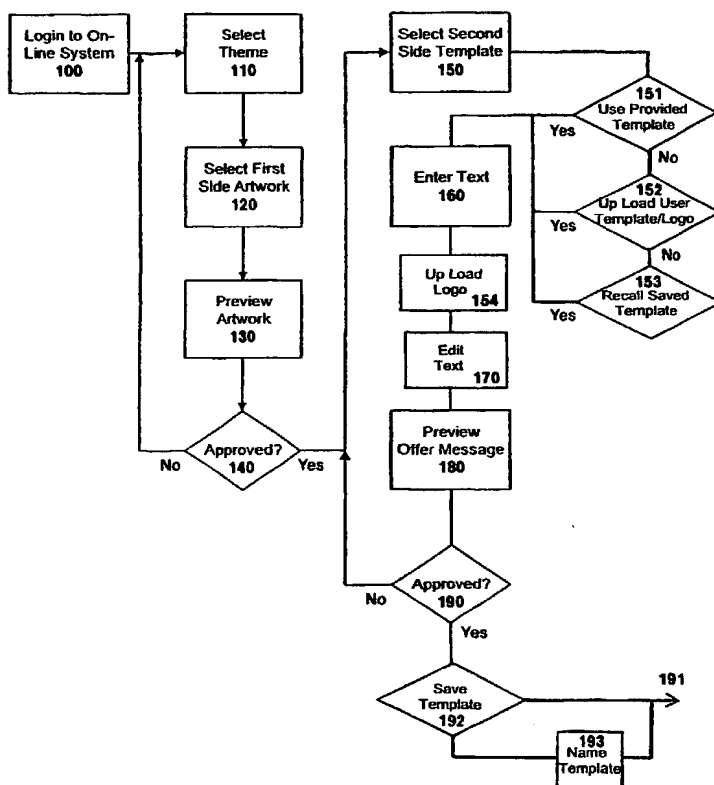 Login to On-
Line System
100
Select
Theme
110
Select First
Side Artwork
120
Preview
Artwork
130
Approved?
140
No
Yes
Select Second
Side Template
150
151
Use Provided
Template
Yes
No
152
Up Load User
Template/Logo
Yes
No
153
Recall Saved
Template
Yes
Enter Text
160
Up Load
Logo
154
Edit
Text
170
Preview
Offer Message
180
Approved?
190
No
Yes
Save
Template
192
191
193
Name
Template